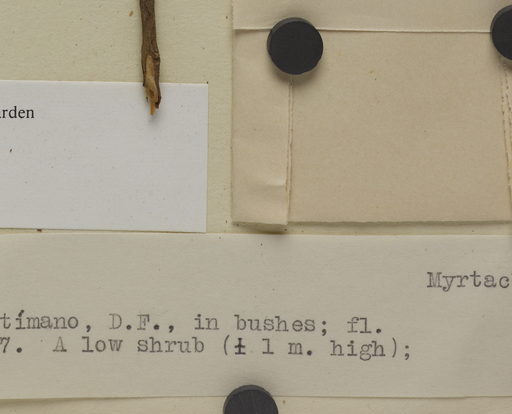 arden
Myrtac
tímano, D.F., in bushes; fl.
7. A low shrub (± 1 m. high);